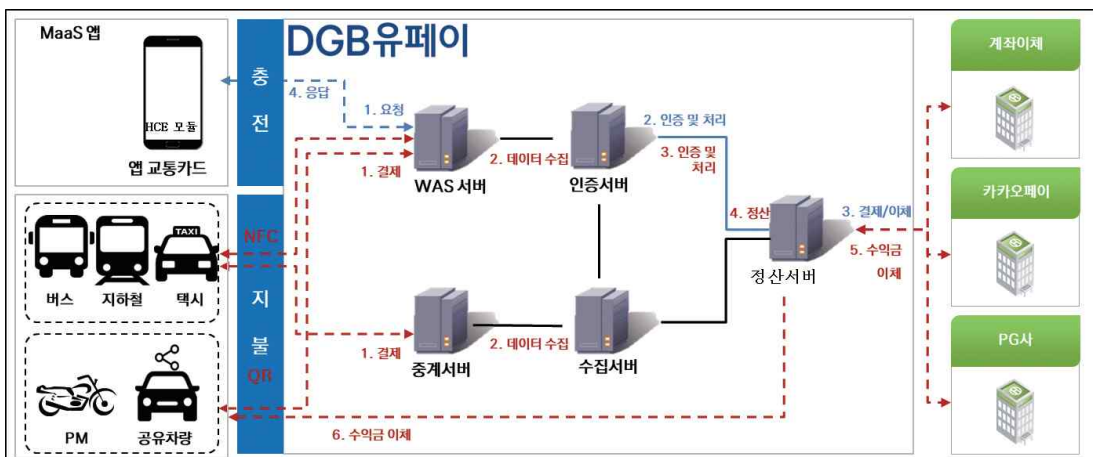 MaaS 앱
HCE 모듈
앱 교통카드
버스
지하철
택시
PM
공유차량
충
전
NFC
지
불
QR
DGB유페이
4. 응답
1. 요청
1. 결제
WAS 서버
2. 데이터 수집
인증서버
2. 인증 및 처리
3. 인증 및
처리
1. 결제
중계서버
2. 데이터 수집
수집서버
4. 정산
정산서버
3. 결제/이체
5. 수익금
이체
6. 수익금 이체
계좌이체
카카오페이
PG사
TAXI